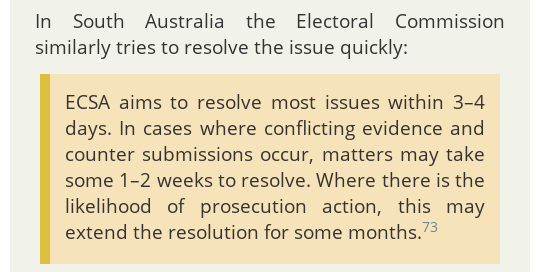 In South Australia the Electoral Commission
similarly tries to resolve the issue quickly:
ECSA aims to resolve most issues within 3–4
days. In cases where conflicting evidence and
counter submissions occur, matters may take
some 1–2 weeks to resolve. Where there is the
likelihood of prosecution action, this may
extend the resolution for some months.73